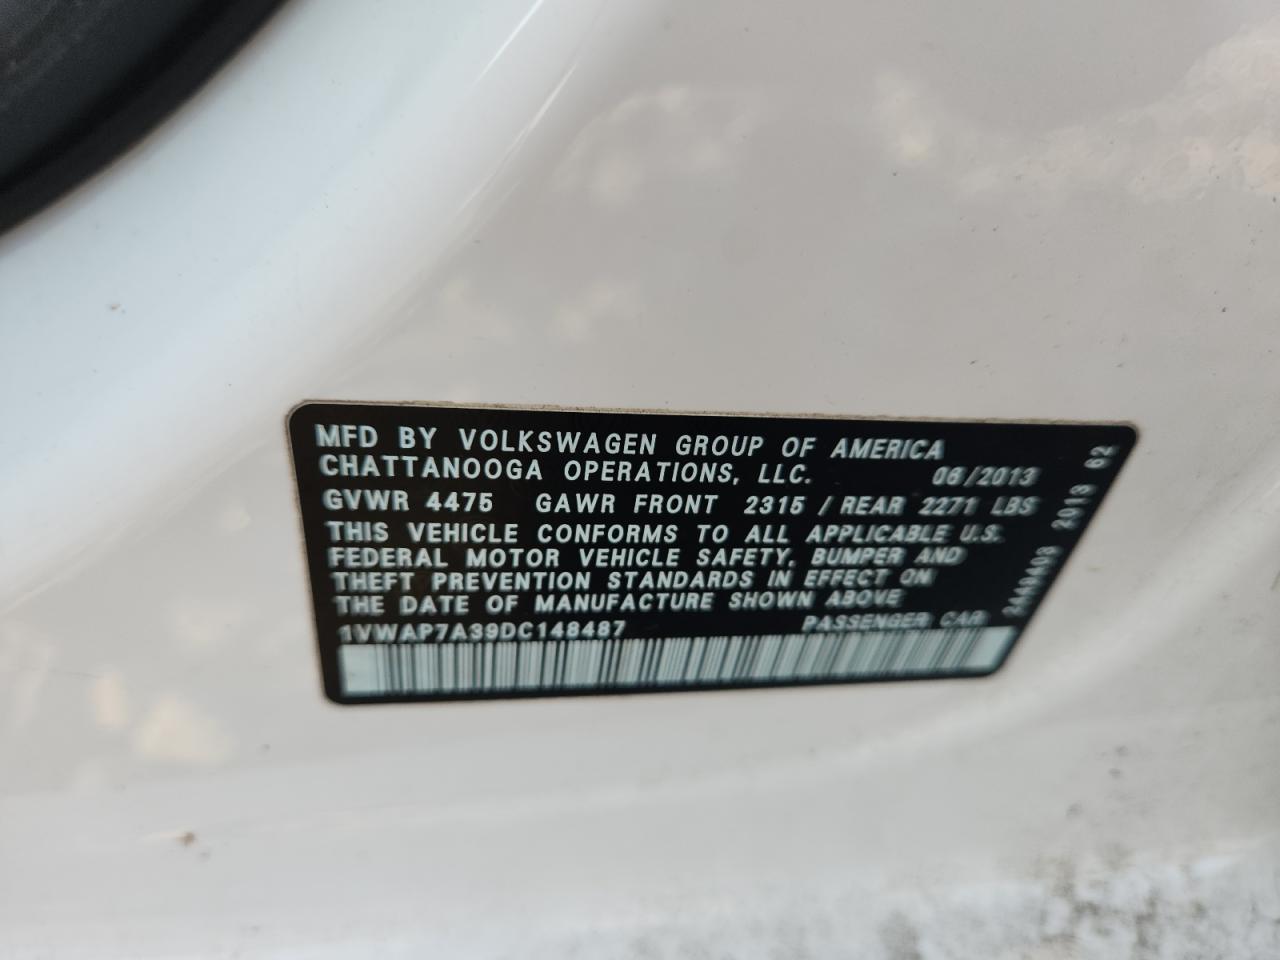 MFD BY VOLKSWAGEN GROUP OF AMERICA
CHATTANOOGA OPERATIONS, LLC. 06/2013
GVWR 4475 GAWR FRONT 2315 / REAR 2271 LBS
THIS VEHICLE CONFORMS TO ALL APPLICABLE U.S.
FEDERAL MOTOR VEHICLE SAFETY, BUMPER AND
THEFT PREVENTION STANDARDS IN EFFECT ON
THE DATE OF MANUFACTURE SHOWN ABOVE
1VWAP7A39DC148487 PASSENGER CAR
2013 62